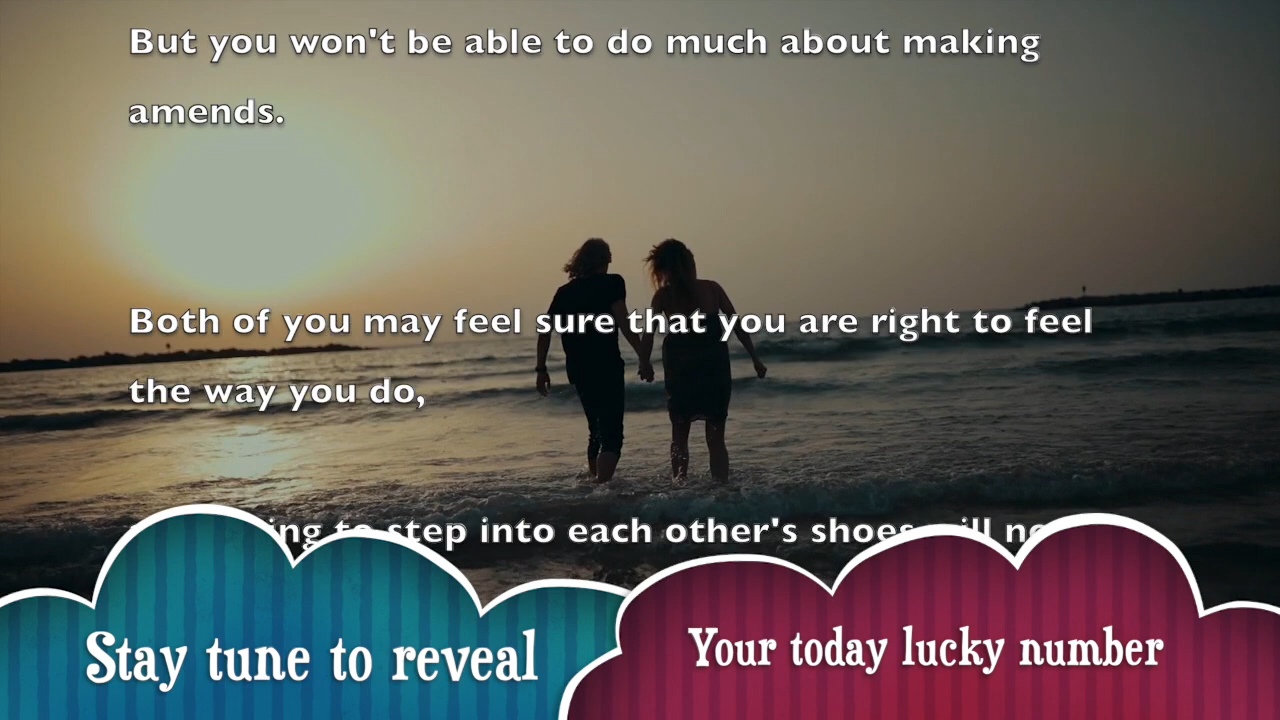 But you won't be able to do much about making
amends.
Both of you may feel sure that you are right to feel
the way you do,
step into each other's shoes
Stay tune to reveal
Your today lucky number